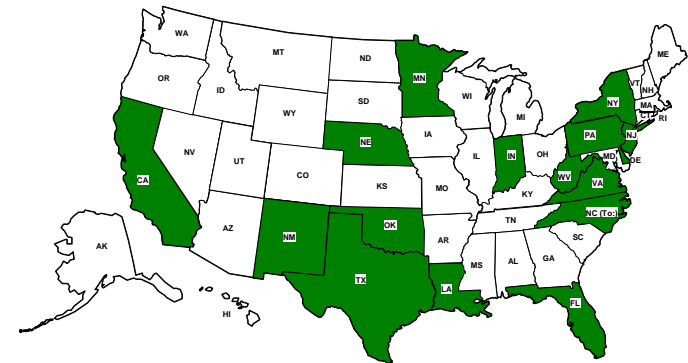 WA
MT
ND
MN
OR
ID
WY
SD
WI
MI
ME
VT
NH
NY
MA
CT
RI
NV
UT
CO
NE
IA
IL
IN
OH
PA
NJ
MD
DE
CA
KS
MO
KY
WV
VA
NC (To:)
AZ
NM
OK
AR
TN
SC
TX
LA
MS
AL
GA
FL
AK
HI